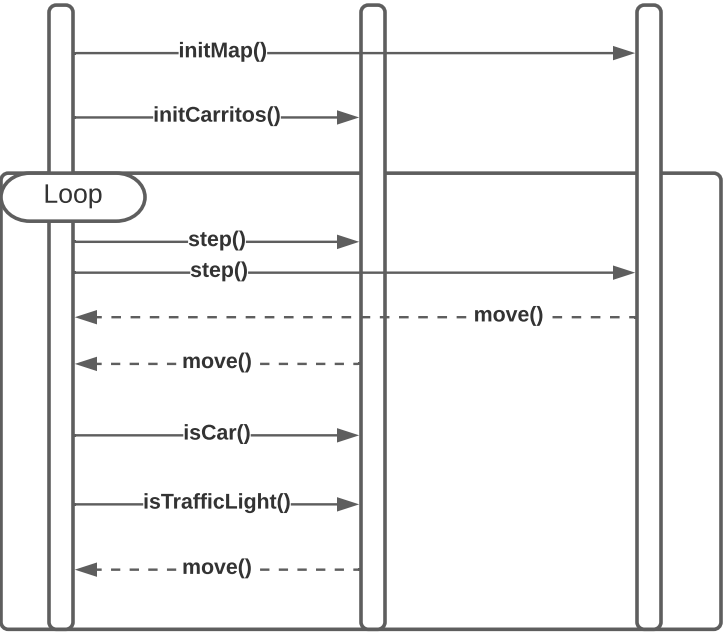 initMap()
initCarritos()
Loop
step()
step()
move()
move()
isCar()
isTrafficLight()
move()